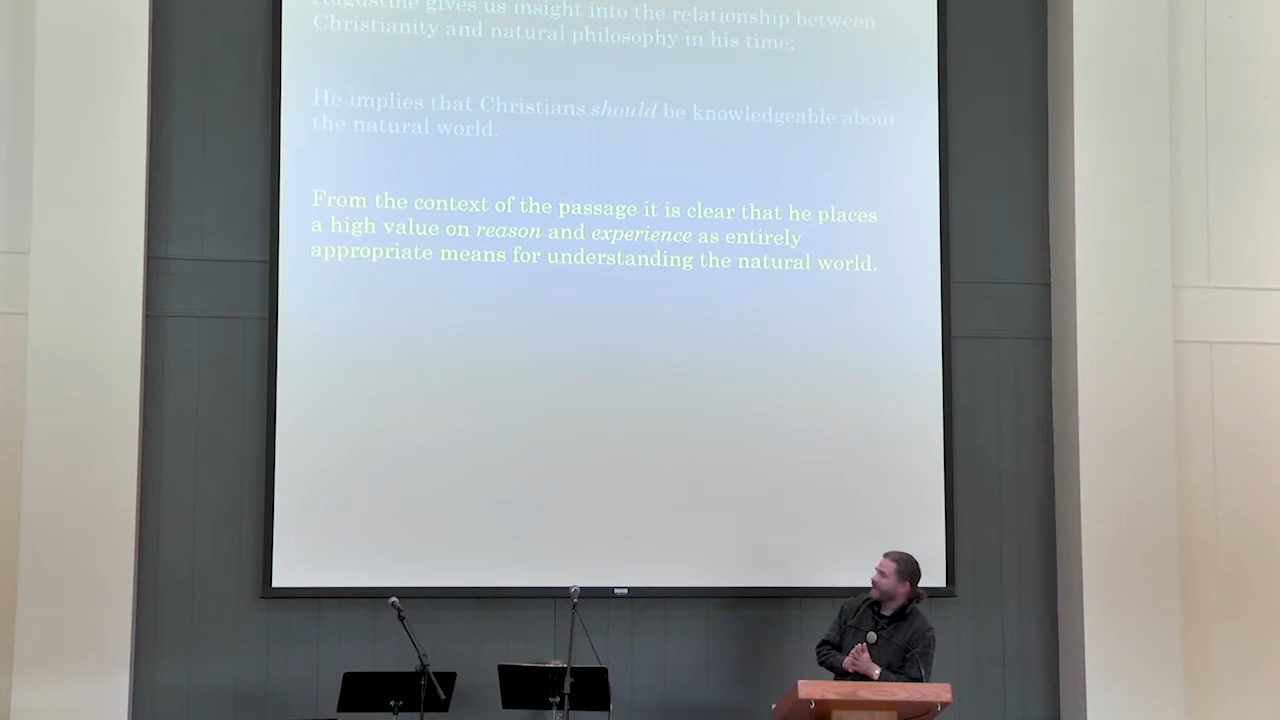 Augustine gives us insight into the relationship between
Christianity and natural philosophy in his time:
He implies that Christians should be knowledgeable about
the natural world.
From the context of the passage it is clear that he places
a high value on reason and experience as entirely
appropriate means for understanding the natural world.